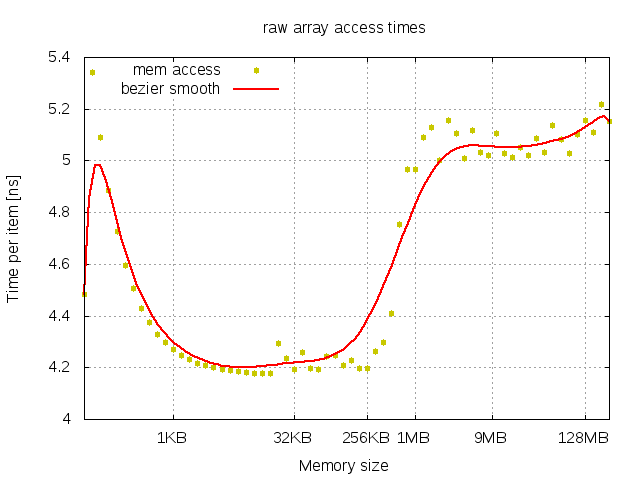 raw array access times
5.4
5.2
5
4.8
4.6
4.4
4.2
4
Time per item [ns]
mem access
bezier smooth
1KB 32KB 256KB 1MB 9MB 128MB
Memory size